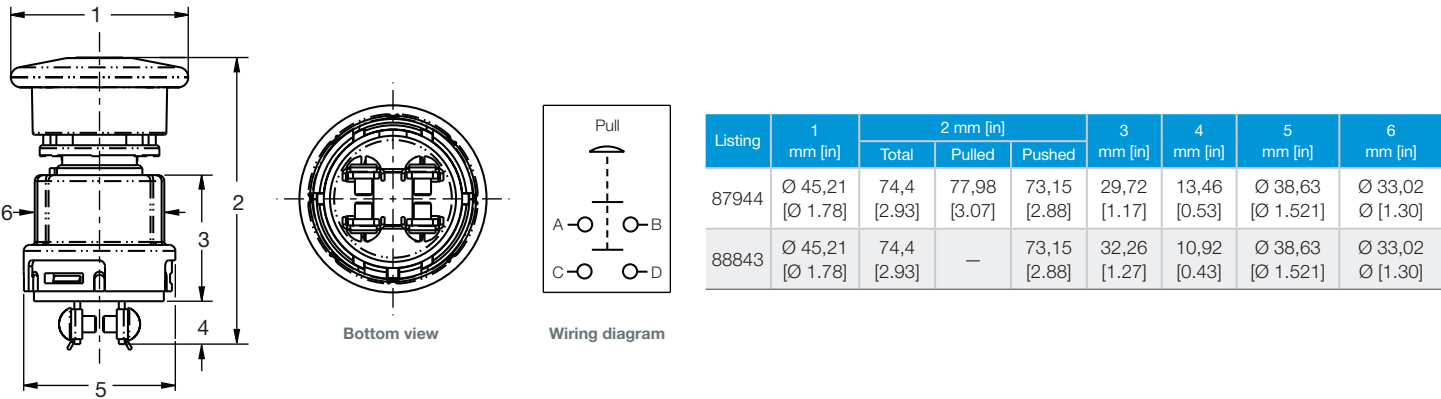 1
2
3
4
5
6
Bottom view
Pull
A B
C D
Wiring diagram
Listing 1 mm [in] 2 mm [in] 3 mm [in] 4 mm [in] 5 mm [in] 6 mm [in]
Total Pulled Pushed
87944 Ø 45,21 74,4 77,98 73,15 29,72 13,46 Ø 38,63 Ø 33,02
[Ø 1.78] [2.93] [3.07] [2.88] [1.17] [0.53] [Ø 1.521] Ø [1.30]
88843 Ø 45,21 74,4 — 73,15 32,26 10,92 Ø 38,63 Ø 33,02
[Ø 1.78] [2.93] [2.88] [1.27] [0.43] [Ø 1.521] Ø [1.30]